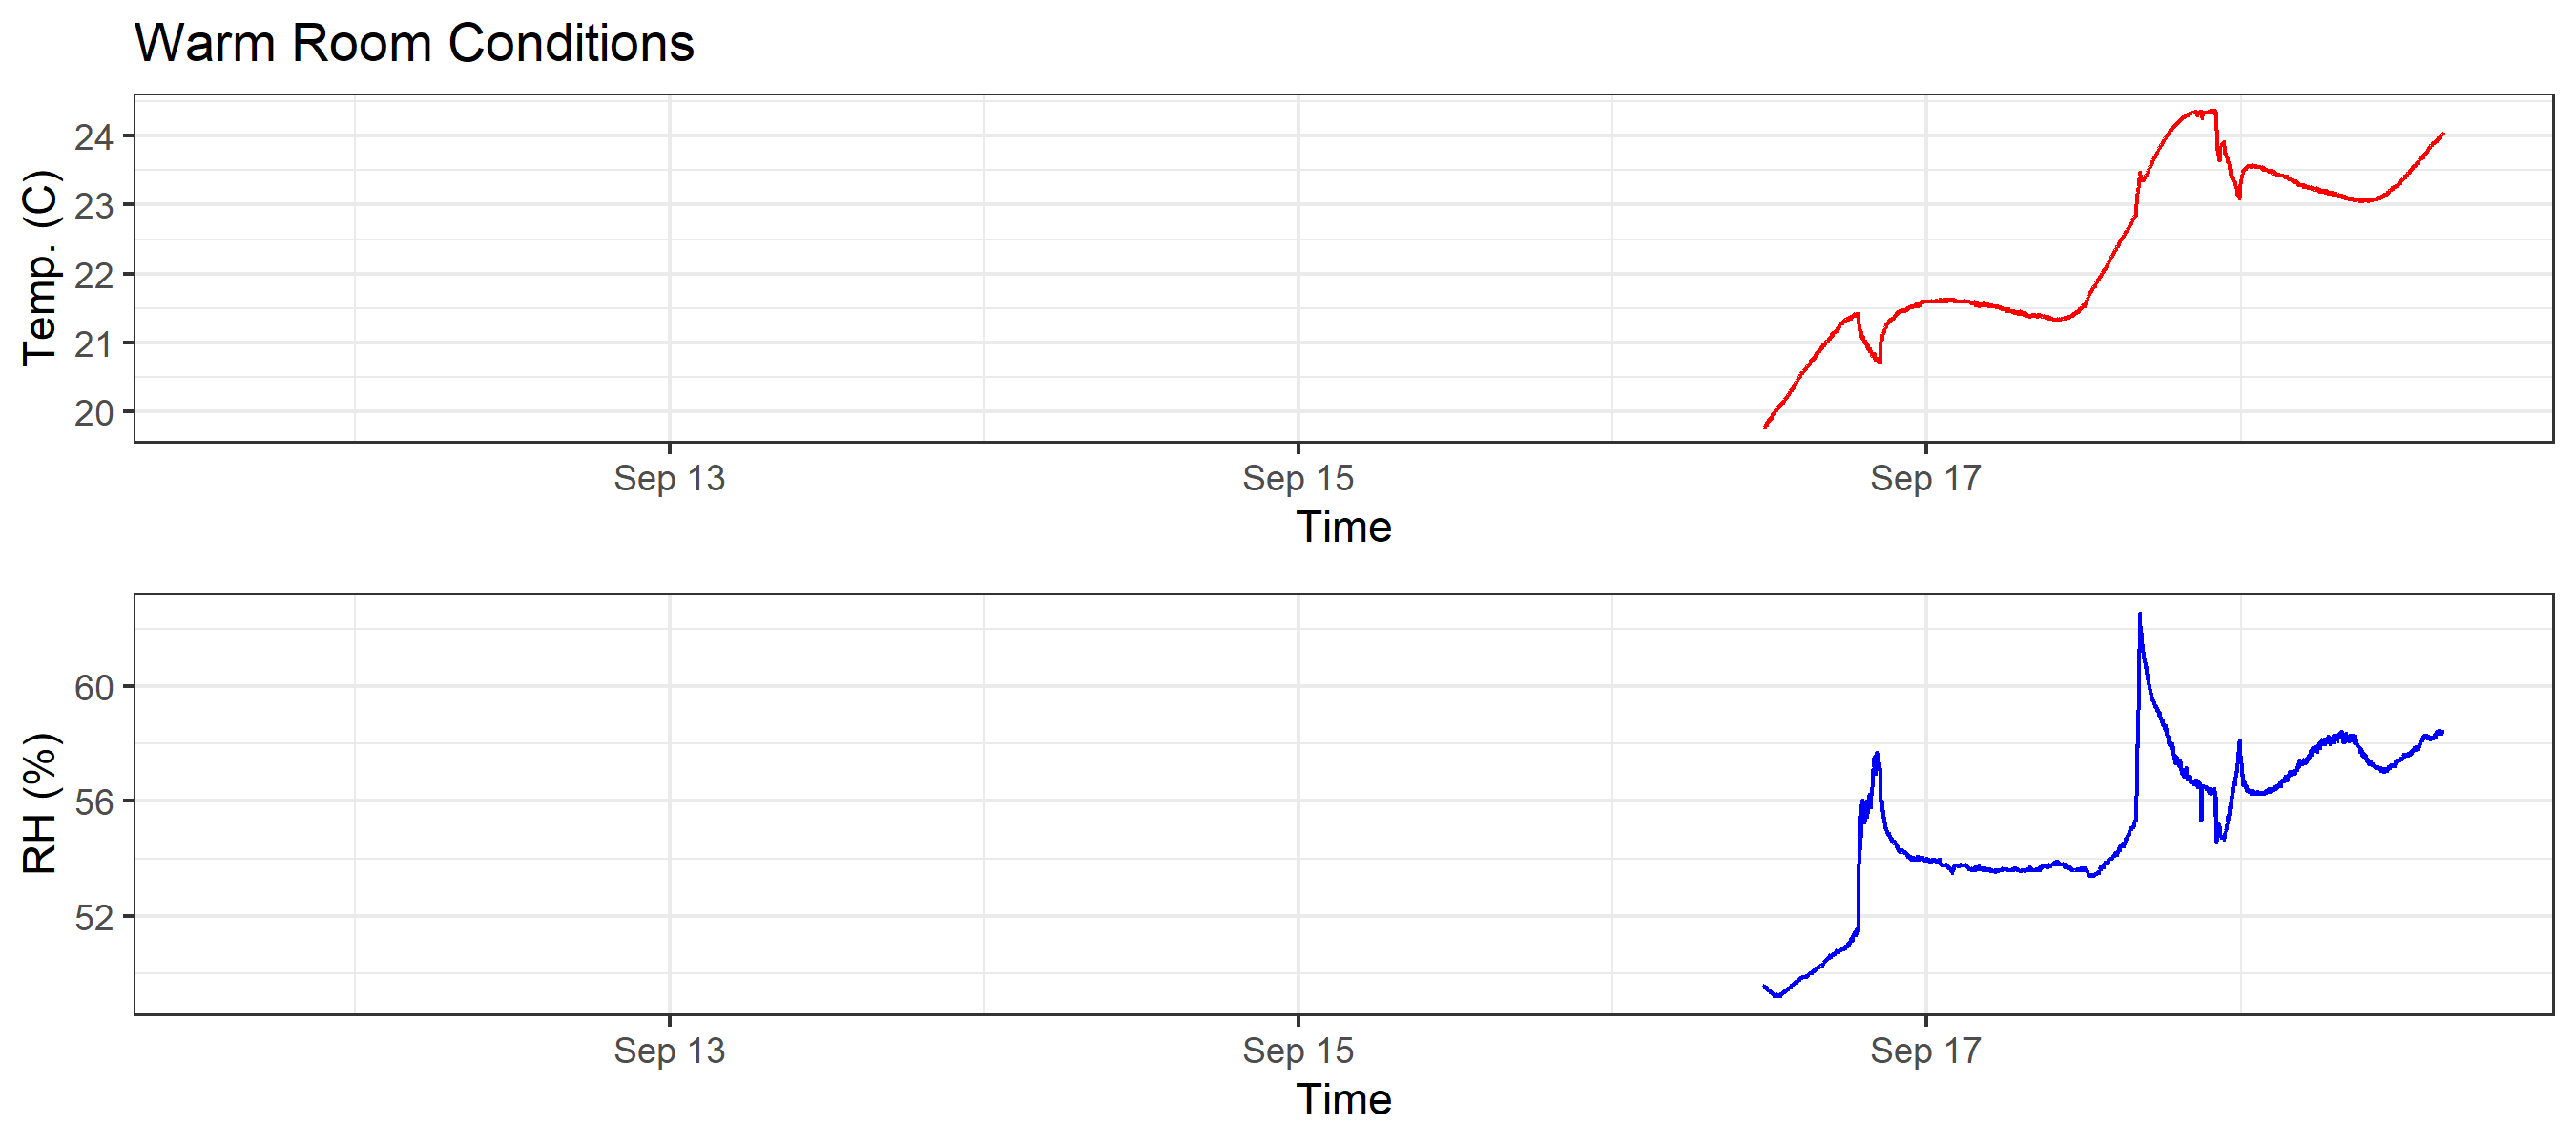 Warm Room Conditions
Temp. (C)
24
23
22
21
20
Sep 13 Sep 15 Sep 17
Time
RH (%)
60
56
52
Sep 13 Sep 15 Sep 17
Time